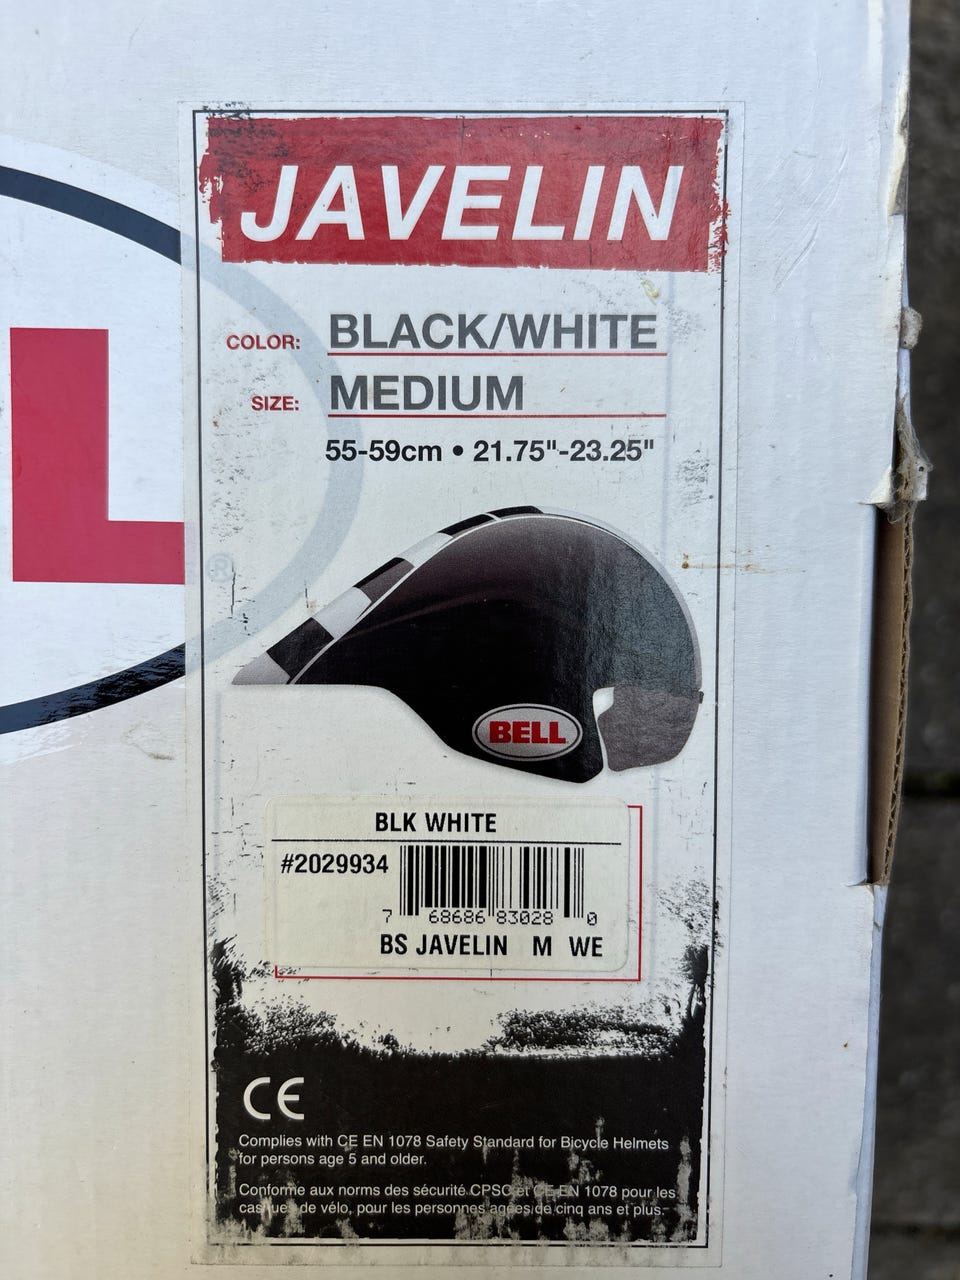 L
®
JAVELIN
COLOR: BLACK/WHITE
SIZE: MEDIUM
55-59cm • 21.75"-23.25"
BELL
BLK WHITE
#2029934
7 68686 83028 0
BS JAVELIN M WE
CE
Complies with CE EN 1078 Safety Standard for Bicycle Helmets
for persons age 5 and older.
Conforme aux norms des sécurité CPSC et CE EN 1078 pour les
casques de vélo, pour les personnes agées de cinq ans et plus.